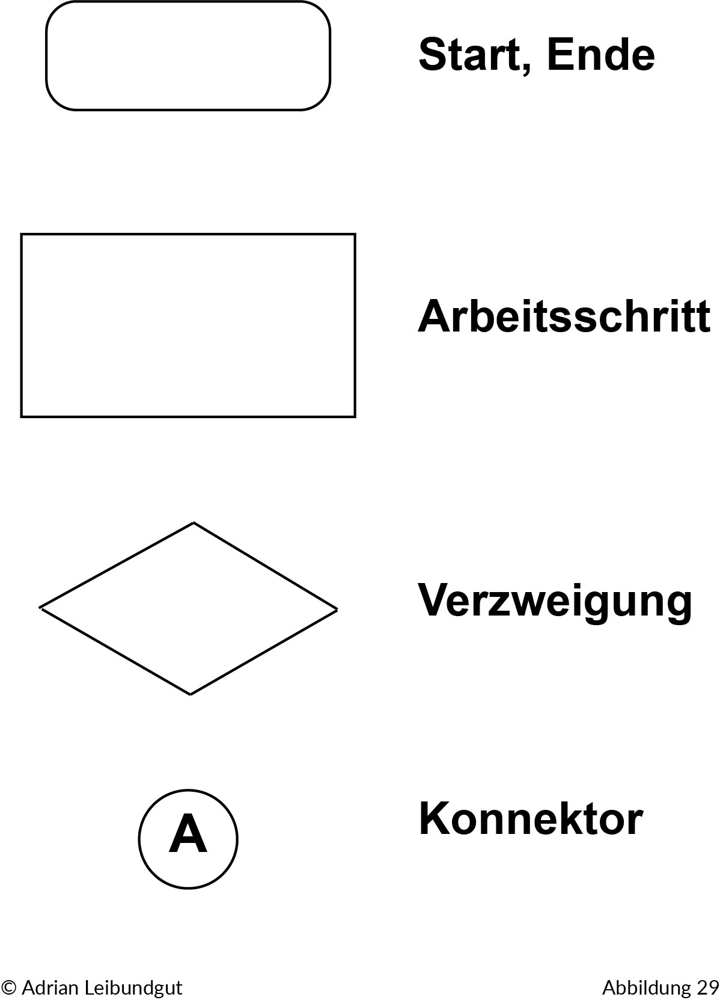 Start, Ende
Arbeitsschritt
Verzweigung
A
Konnektor
© Adrian Leibundgut
Abbildung 29